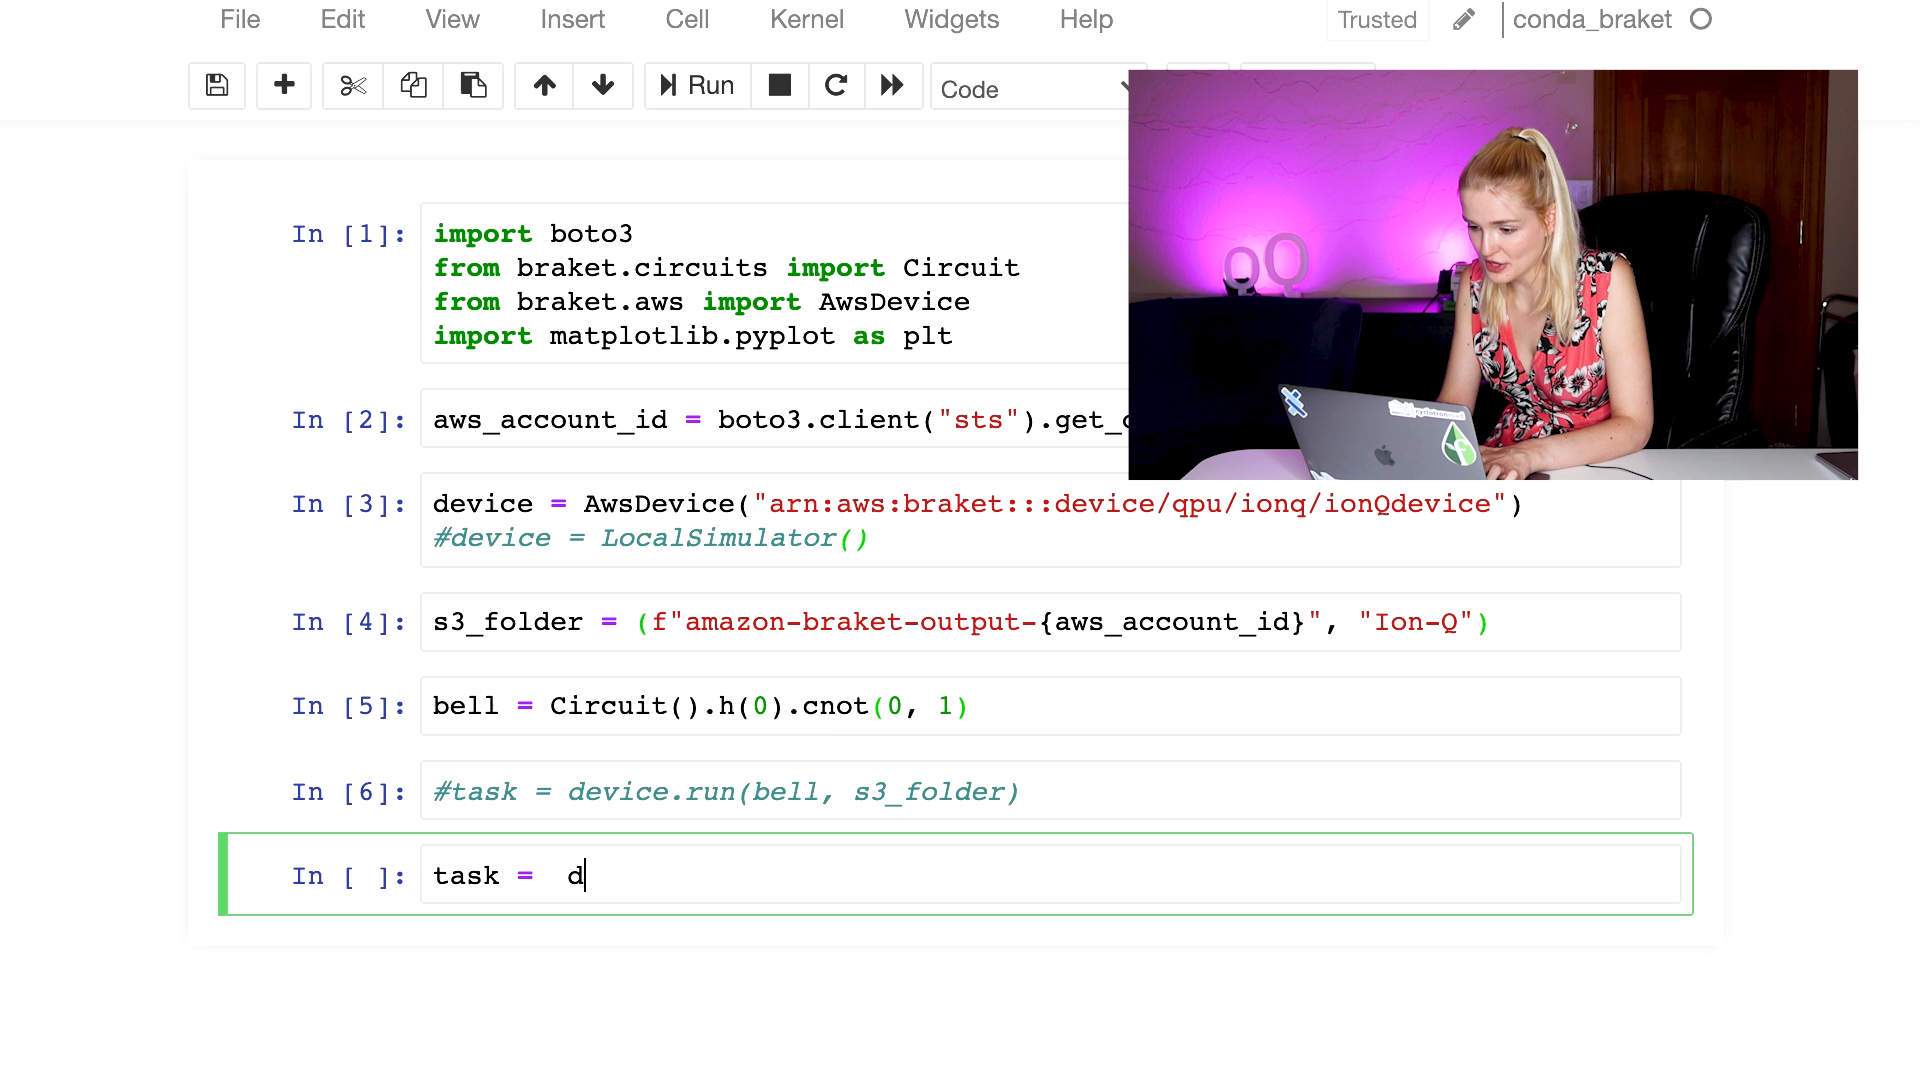 File Edit View Insert Cell Kernel Widgets Help Trusted conda_braket
Run Code
In [1]: import boto3
from braket.circuits import Circuit
from braket.aws import AwsDevice
import matplotlib.pyplot as plt
In [2]: aws_account_id = boto3.client("sts").get_c
In [3]: device = AwsDevice("arn:aws:braket:::device/qpu/ionq/ionQdevice")
#device = LocalSimulator()
In [4]: s3_folder = (f"amazon-braket-output-{aws_account_id}", "Ion-Q")
In [5]: bell = Circuit().h(0).cnot(0, 1)
In [6]: #task = device.run(bell, s3_folder)
In [ ]: task =  d
QQ